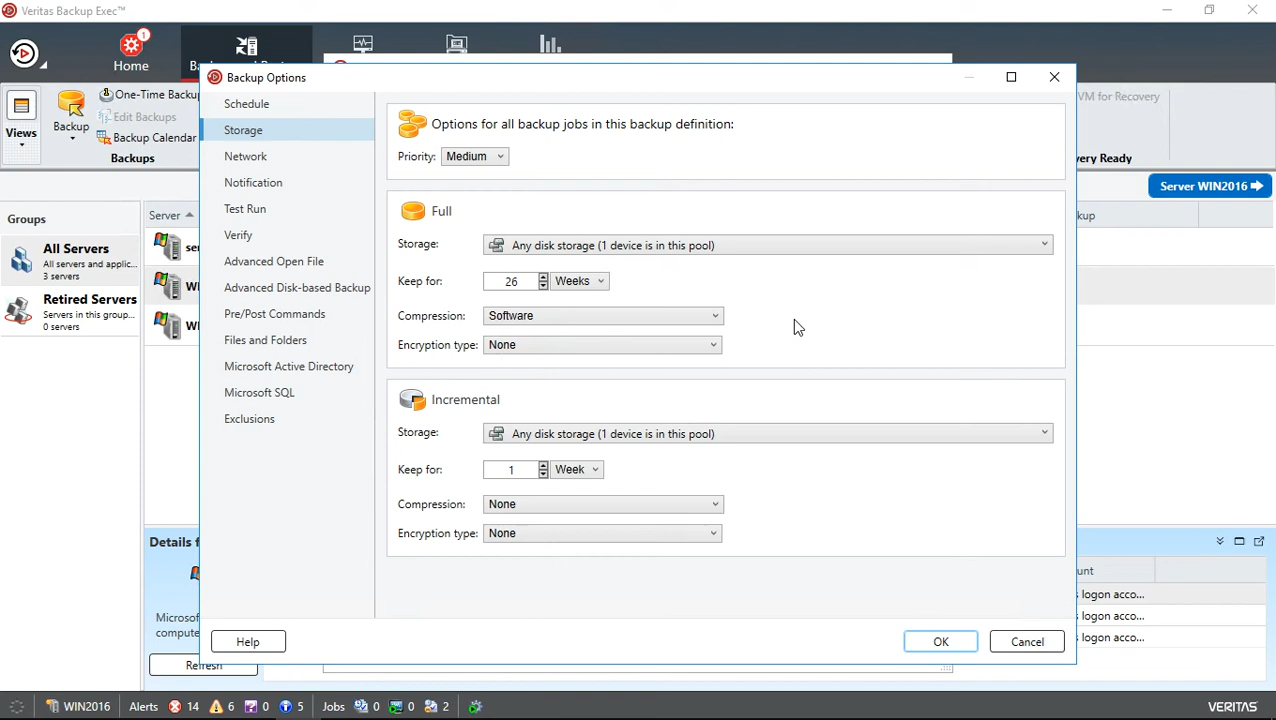 Veritas Backup Exec™
1
Home
Views
Backup
One-Time Backup
Edit Backups
Backup Calendar
Backups
VM for Recovery
Server WIN2016
Groups
Server
All Servers
Servers and applic...
3 servers
Retired Servers
Servers in this group...
0 servers
Details f
Microsof
compute
Refresh
logon acco...
logon acco...
logon acco...
Backup Options
Schedule
Storage
Network
Notification
Test Run
Verify
Advanced Open File
Advanced Disk-based Backup
Pre/Post Commands
Files and Folders
Microsoft Active Directory
Microsoft SQL
Exclusions
Options for all backup jobs in this backup definition:
Priority: Medium
Full
Storage: Any disk storage (1 device is in this pool)
Keep for: 26 Weeks
Compression: Software
Encryption type: None
Incremental
Storage: Any disk storage (1 device is in this pool)
Keep for: 1 Week
Compression: None
Encryption type: None
Help
OK
Cancel
WIN2016 Alerts 14 6 0 5 Jobs 0 0 2
VERITAS